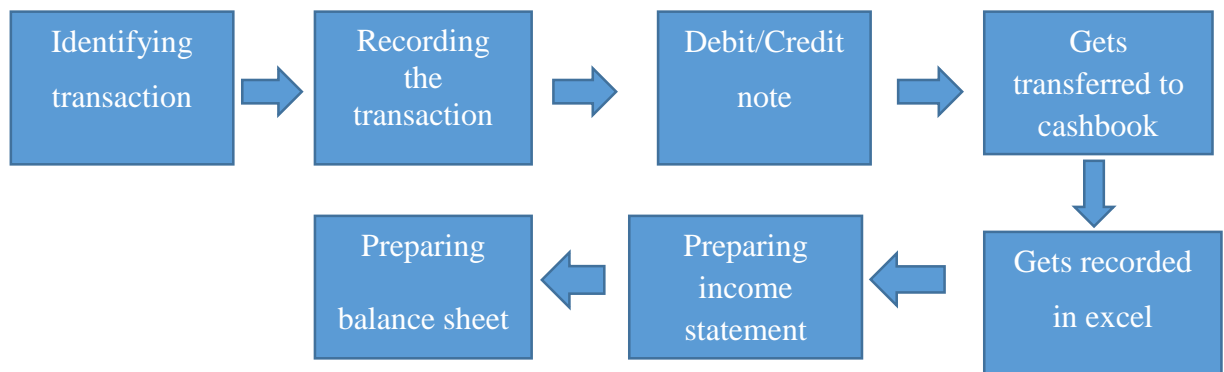 Identifying
transaction
Recording
the
transaction
Debit/Credit
note
Gets
transferred to
cashbook
Gets recorded
in excel
Preparing
income
statement
Preparing
balance sheet